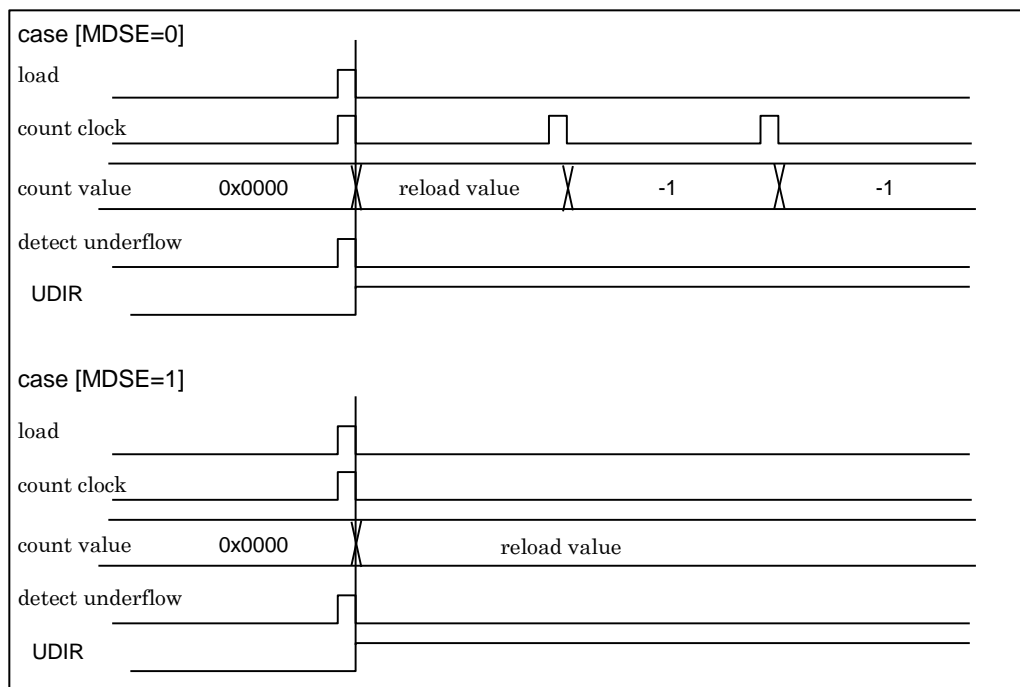 case [MDSE=0]
load
count clock
count value 0x0000 reload value -1 -1
detect underflow
UDIR
case [MDSE=1]
load
count clock
count value 0x0000 reload value
detect underflow
UDIR